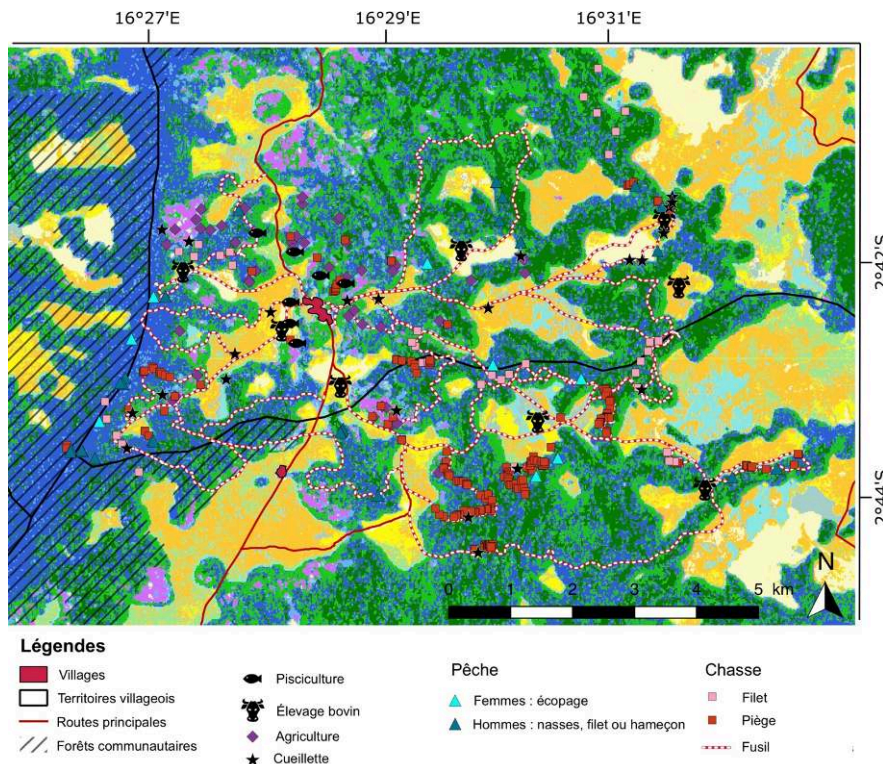 16°27'E 16°29'E 16°31'E
2°42'S
2°44'S
N
0 1 2 3 4 5 km
Légendes
Villages
Territoires villageois
Routes principales
Forêts communautaires
Pisciculture
Élevage bovin
Agriculture
Cueillette
Pêche
Femmes : écopage
Hommes : nasses, filet ou hameçon
Chasse
Filet
Piège
Fusil